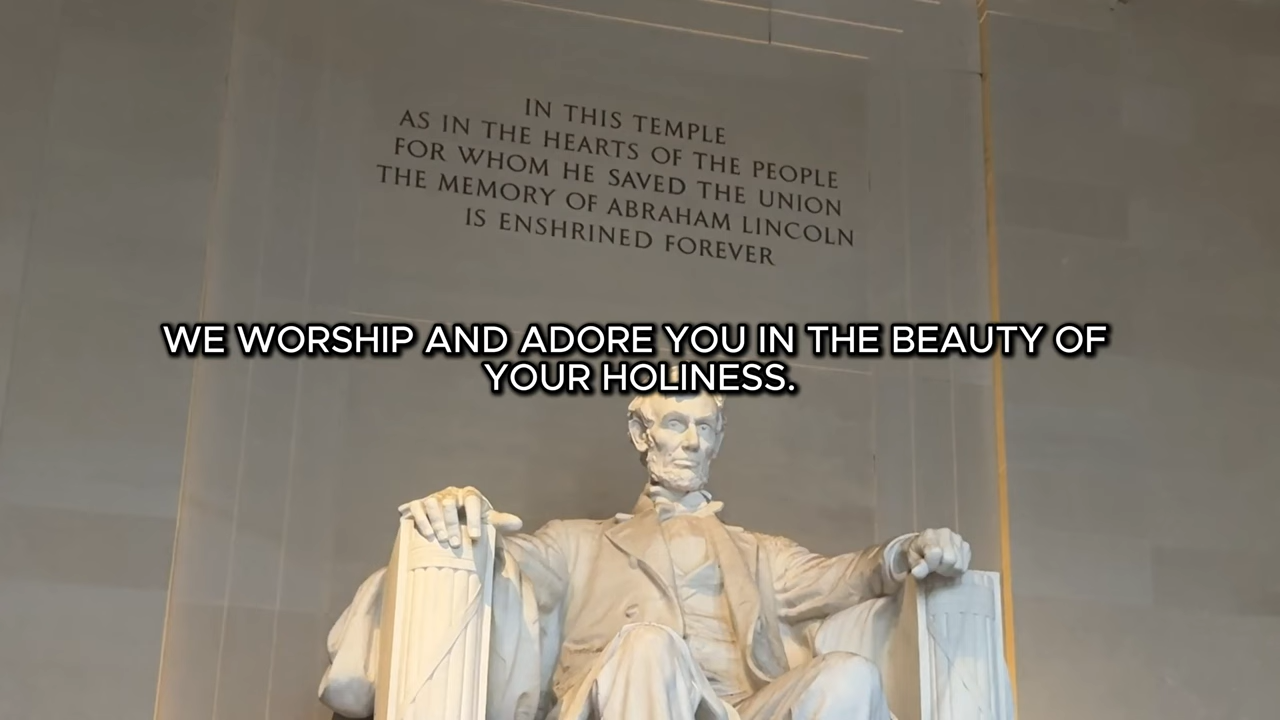 IN THIS TEMPLE
AS IN THE HEARTS OF THE PEOPLE
FOR WHOM HE SAVED THE UNION
THE MEMORY OF ABRAHAM LINCOLN
IS ENSHRINED FOREVER
WE WORSHIP AND ADORE YOU IN THE BEAUTY OF
YOUR HOLINESS.